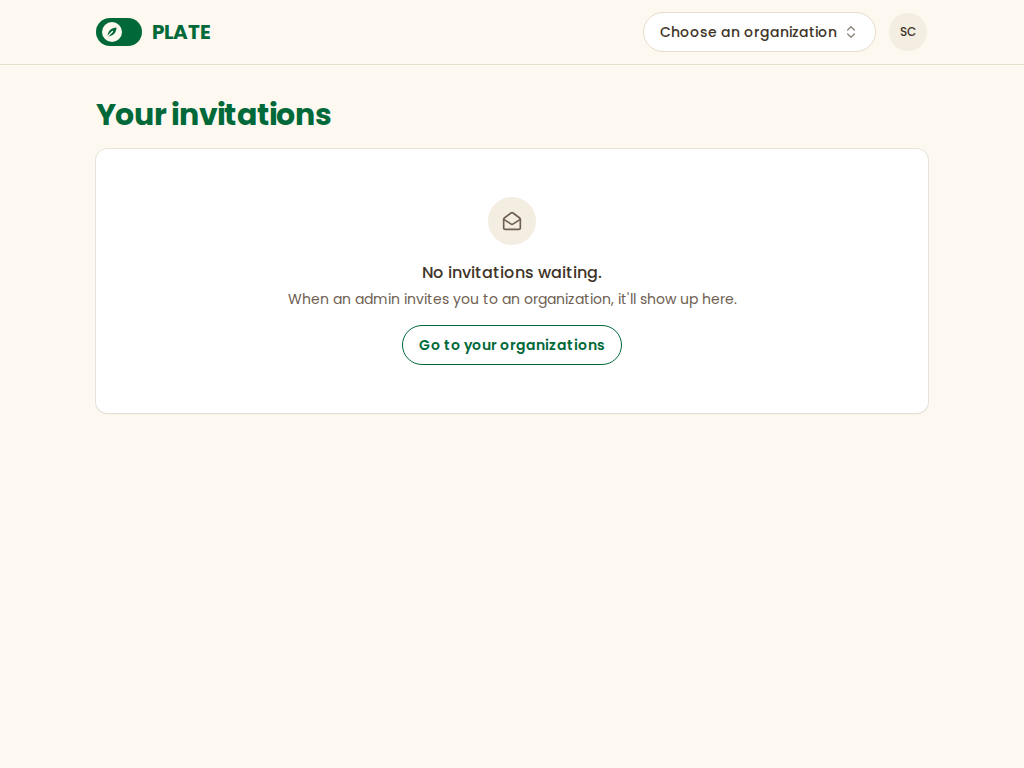 PLATE
Choose an organization
SC
Your invitations
No invitations waiting.
When an admin invites you to an organization, it'll show up here.
Go to your organizations